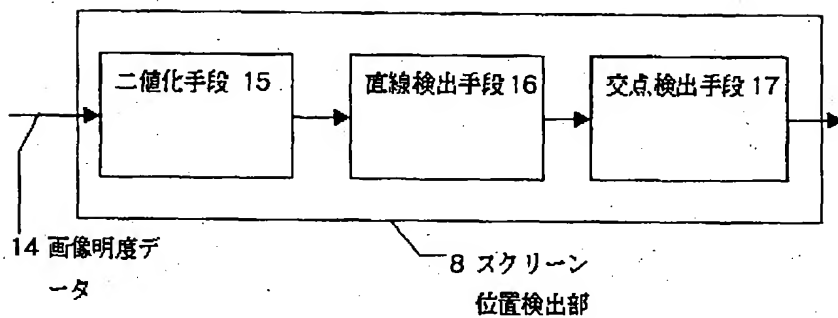 二値化手段 15
直線検出手段 16
交点検出手段 17
14 画像明度デ
ータ
8 スクリーン
位置検出部